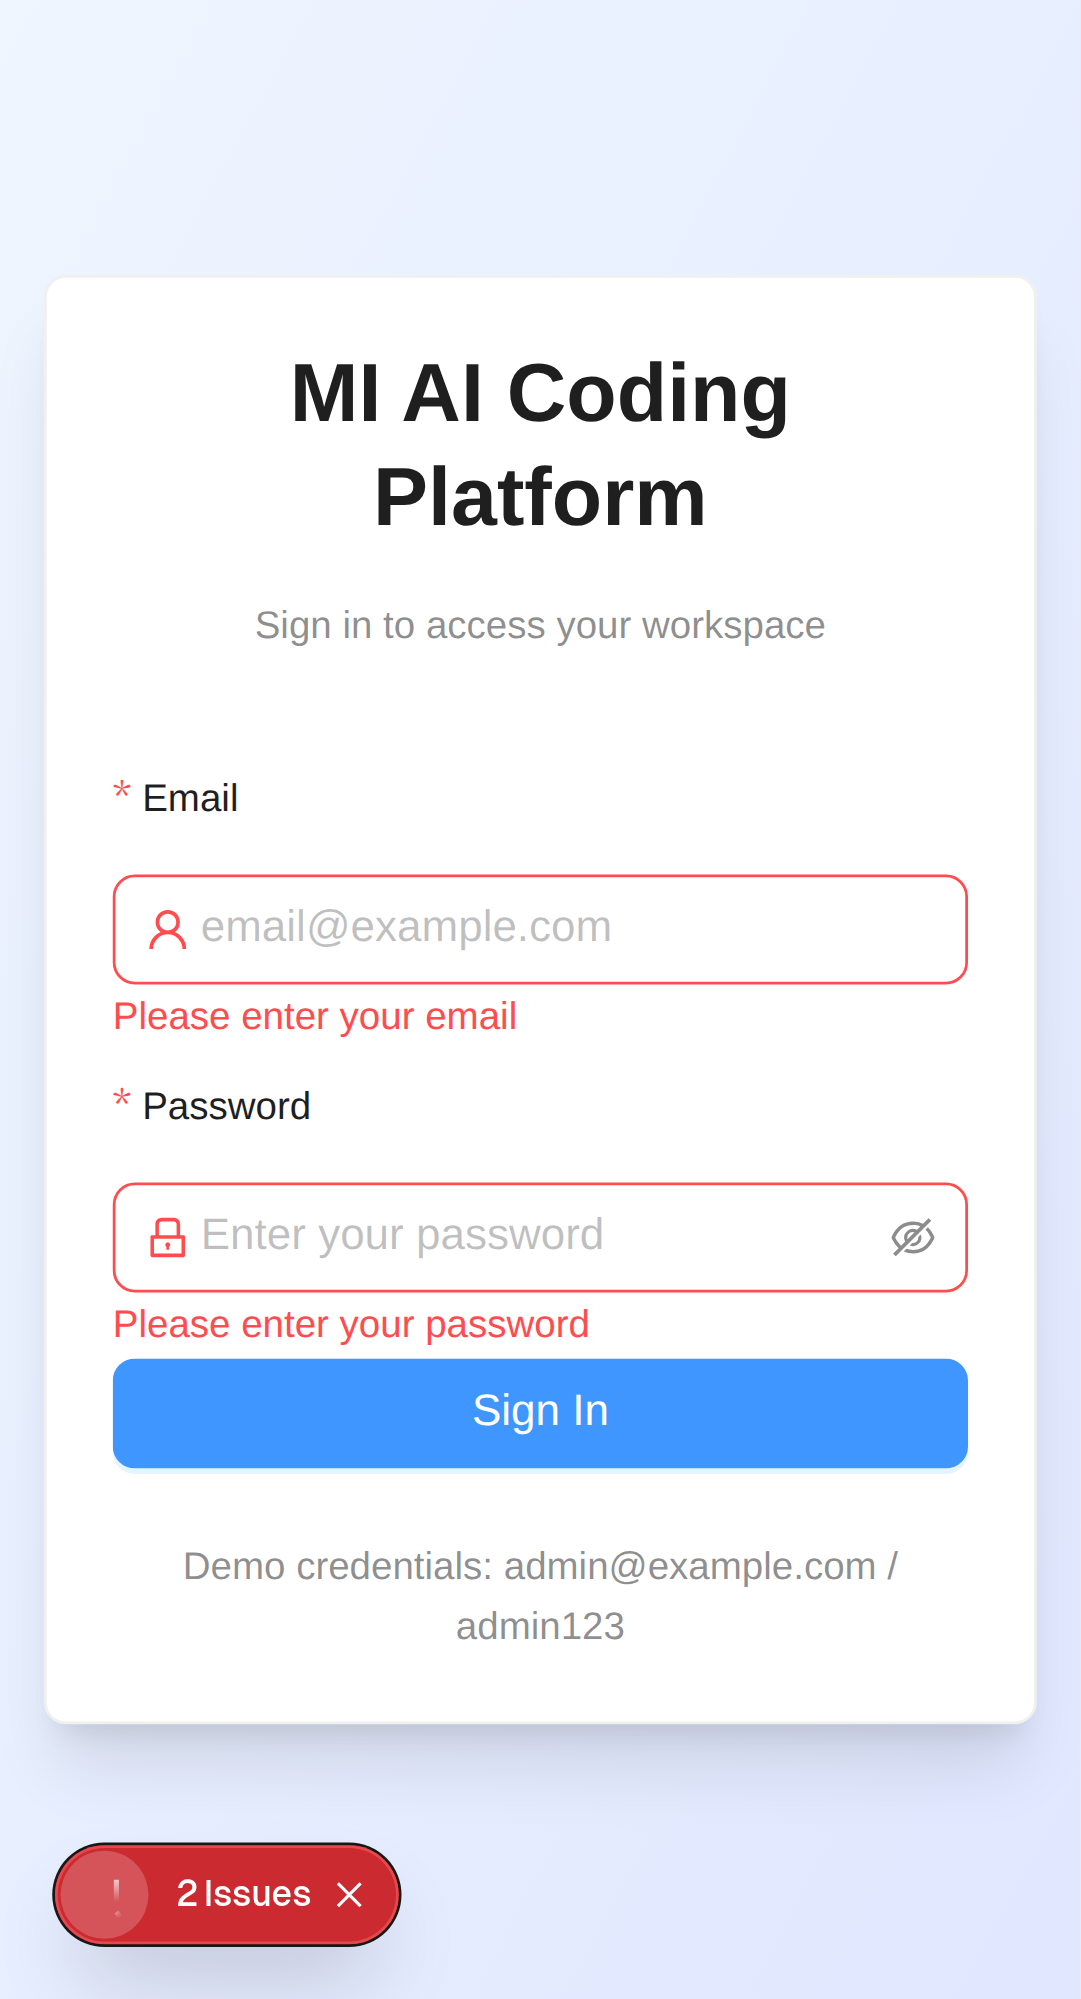 MI AI Coding
Platform
Sign in to access your workspace
* Email
email@example.com
Please enter your email
* Password
Enter your password
Please enter your password
Sign In
Demo credentials: admin@example.com /
admin123
! 2 Issues